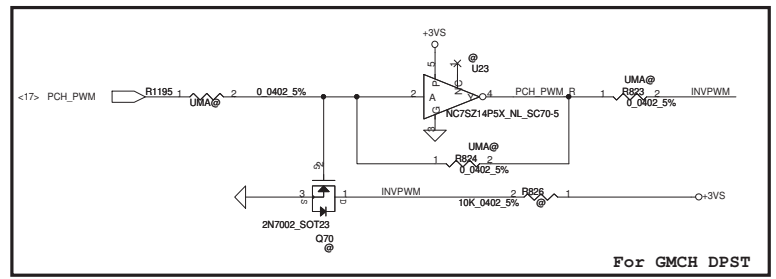 +3VS
@
U23
5
1
P
NC
<17> PCH_PWM
R1195
1
2
UMA@
0_0402_5%
2
A
Y
4
G
3
NC7SZ14P5X_NL_SC70-5
PCH_PWM_R
UMA@
R823
1
2
0_0402_5%
INVPWM
UMA@
1
R824
2
0_0402_5%
G
2
3
S
1
D
INVPWM
2
R826
1
10K_0402_5%
@
+3VS
2N7002_SOT23
Q70
@
For GMCH DPST